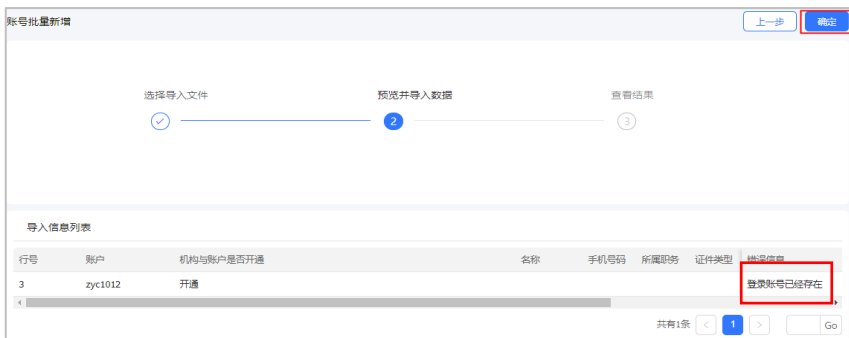 账号批量新增
上一步 确定
选择导入文件 预览并导入数据 查看结果
2 3
导入信息列表
行号 账户 机构与账户是否开通 名称 手机号码 所属职务 证件类型 错误信息
3 zyc1012 开通 登录账号已经存在
共有1条 < 1 > Go